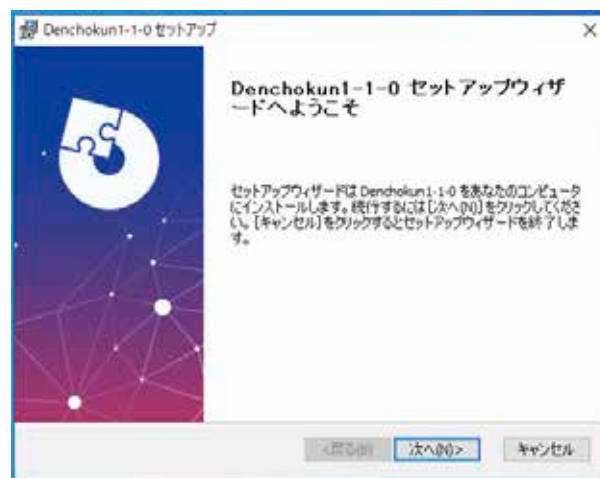 Denchokun1-1-0 セットアップ
Denchokun1-1-0 セットアップウィザ
ードへようこそ
セットアップウィザードは Denchokun1-1-0 をあなたのコンピュータ
にインストールします。続行するには [次へ(N)] をクリックしてくださ
い。[キャンセル] をクリックするとセットアップウィザードを終了しま
す。
<戻る(B) 次へ(N)> キャンセル